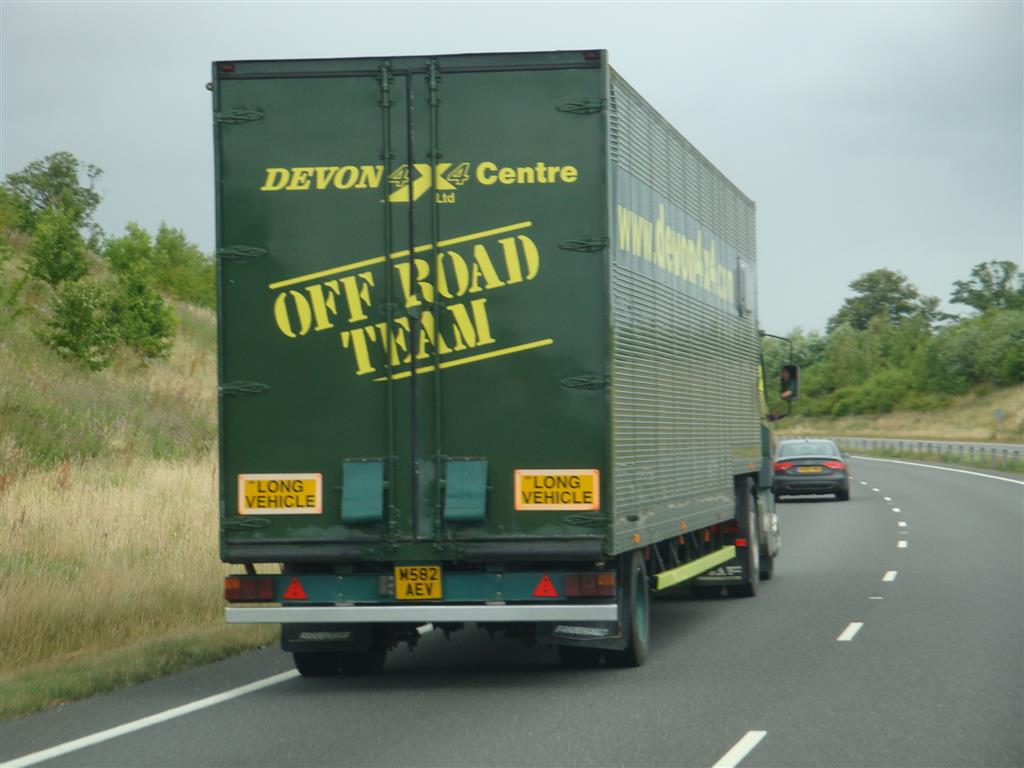 DEVON 4X4 Centre
Ltd
OFF ROAD
TEAM
www.devon4x4.com
LONG
VEHICLE
LONG
VEHICLE
M582
AEV